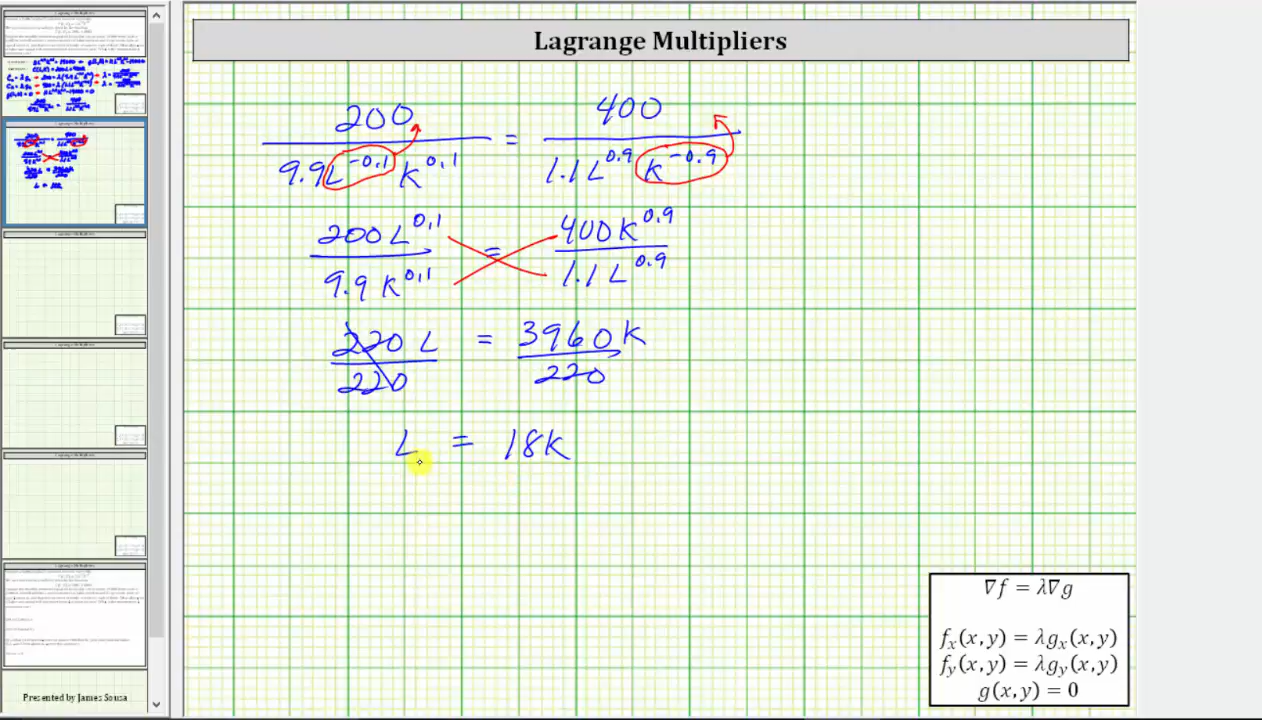 Lagrange Multipliers
200 / 9.9L^-0.1 K^0.1 = 400 / 1.1L^0.9 K^-0.9
200L^0.1 / 9.9K^0.1 = 400K^0.9 / 1.1L^0.9
220L / 220 = 3960K / 220
L = 18K
∇f = λ∇g
f_x(x, y) = λg_x(x, y)
f_y(x, y) = λg_y(x, y)
g(x, y) = 0
Presented by James Sousa